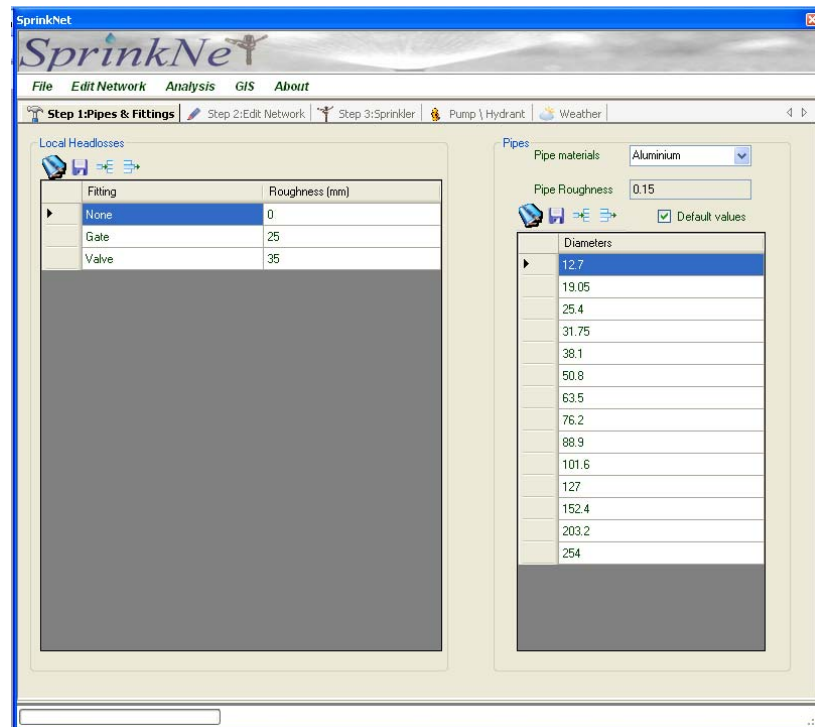 SprinkNet
SprinkNet
File Edit Network Analysis GIS About
Step 1:Pipes & Fittings Step 2:Edit Network Step 3:Sprinkler Pump \ Hydrant Weather
Local Headlosses
Fitting Roughness (mm)
None 0
Gate 25
Valve 35
Pipes
Pipe materials Aluminium
Pipe Roughness 0.15
Default values
Diameters
12.7
19.05
25.4
31.75
38.1
50.8
63.5
76.2
88.9
101.6
127
152.4
203.2
254